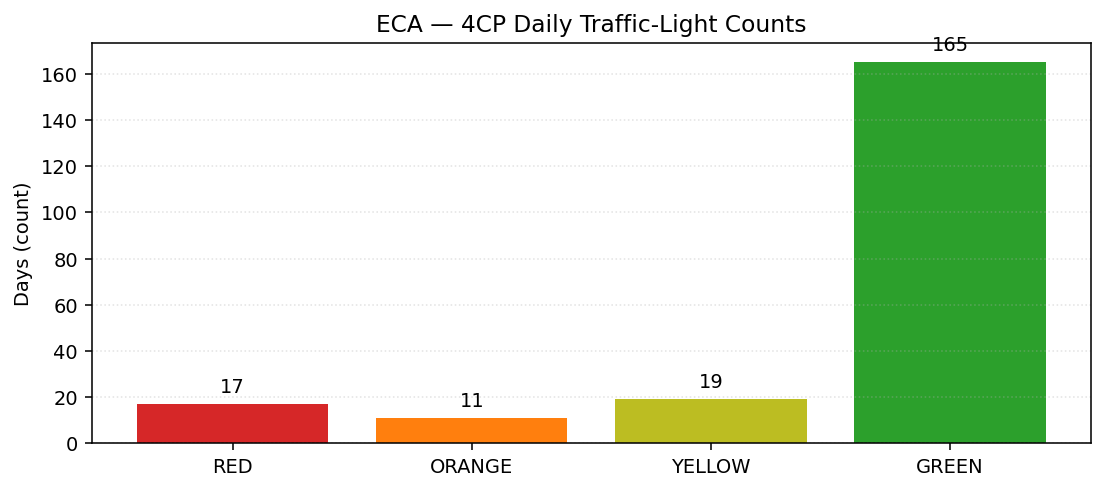 ECA — 4CP Daily Traffic-Light Counts
165
160
140
120
100
80
60
40
20
0
Days (count)
17
11
19
RED
ORANGE
YELLOW
GREEN